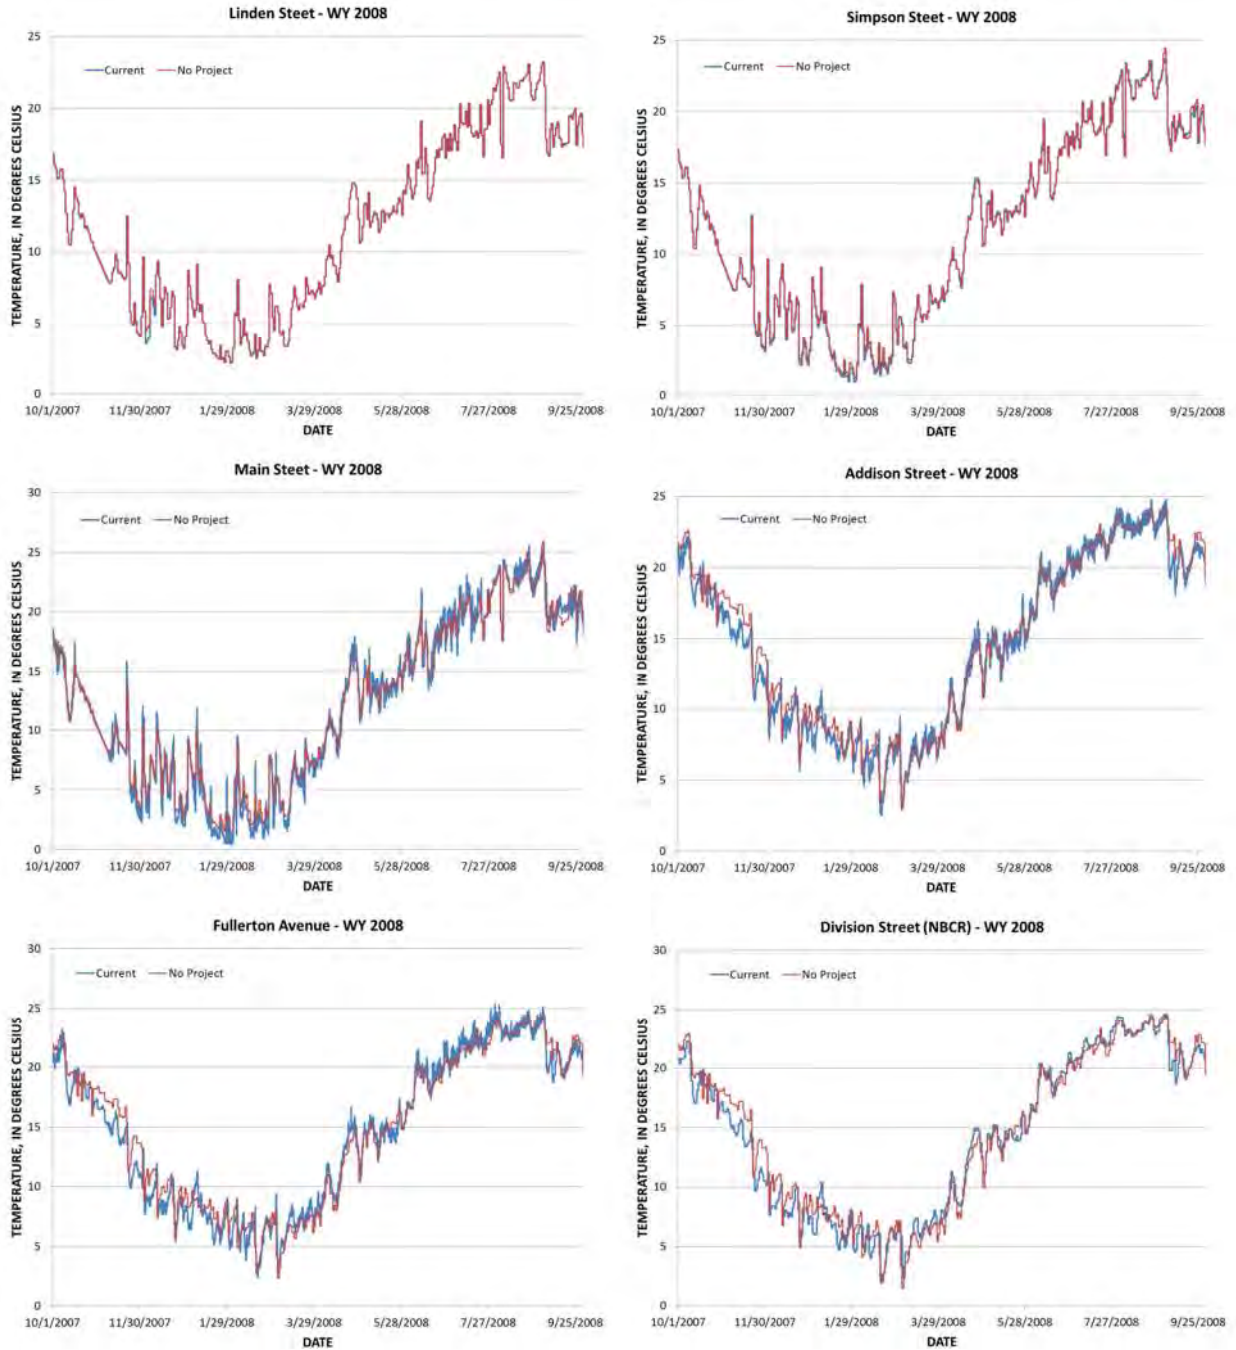 Linden Steet - WY 2008
25
20
15
10
5
0
TEMPERATURE, IN DEGREES CELSIUS
Current No Project
10/1/2007 11/30/2007 1/29/2008 3/29/2008 5/28/2008 7/27/2008 9/25/2008
DATE
Simpson Steet - WY 2008
25
20
15
10
5
0
TEMPERATURE, IN DEGREES CELSIUS
Current No Project
10/1/2007 11/30/2007 1/29/2008 3/29/2008 5/28/2008 7/27/2008 9/25/2008
DATE
Main Steet - WY 2008
30
25
20
15
10
5
0
TEMPERATURE, IN DEGREES CELSIUS
Current No Project
10/1/2007 11/30/2007 1/29/2008 3/29/2008 5/28/2008 7/27/2008 9/25/2008
DATE
Addison Street - WY 2008
25
20
15
10
5
0
TEMPERATURE, IN DEGREES CELSIUS
Current No Project
10/1/2007 11/30/2007 1/29/2008 3/29/2008 5/28/2008 7/27/2008 9/25/2008
DATE
Fullerton Avenue - WY 2008
30
25
20
15
10
5
0
TEMPERATURE, IN DEGREES CELSIUS
Current No Project
10/1/2007 11/30/2007 1/29/2008 3/29/2008 5/28/2008 7/27/2008 9/25/2008
DATE
Division Street (NBCR) - WY 2008
30
25
20
15
10
5
0
TEMPERATURE, IN DEGREES CELSIUS
Current No Project
10/1/2007 11/30/2007 1/29/2008 3/29/2008 5/28/2008 7/27/2008 9/25/2008
DATE